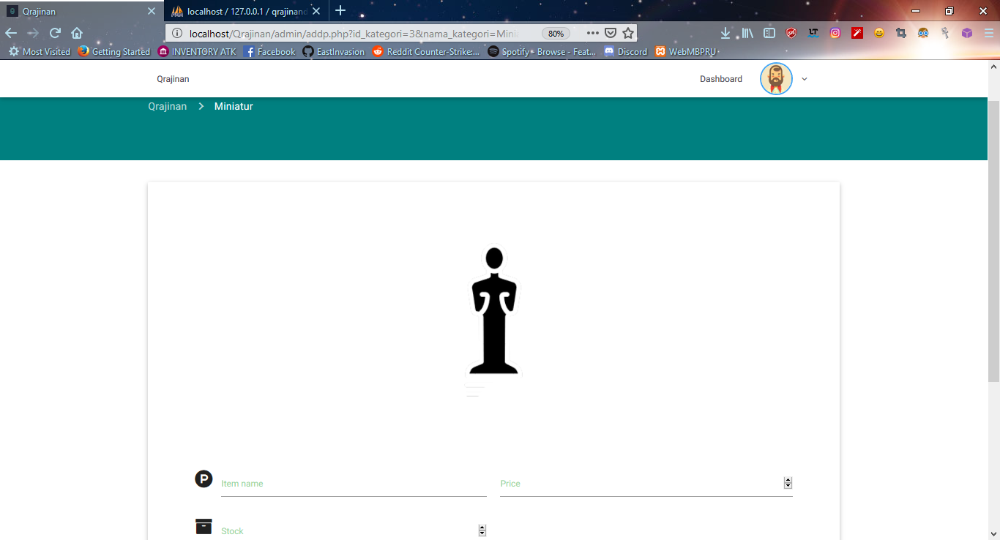 Qrajinan
localhost / 127.0.0.1 / qrajinand
localhost/Qrajinan/admin/addp.php?id_kategori=3&nama_kategori=Minia
80%
Most Visited
Getting Started
INVENTORY ATK
Facebook
EastInvasion
Reddit Counter-Strike:...
Spotify - Browse - Feat...
Discord
WebMBPRU
Qrajinan
Dashboard
Qrajinan > Miniatur
P
Item name
Price
Stock